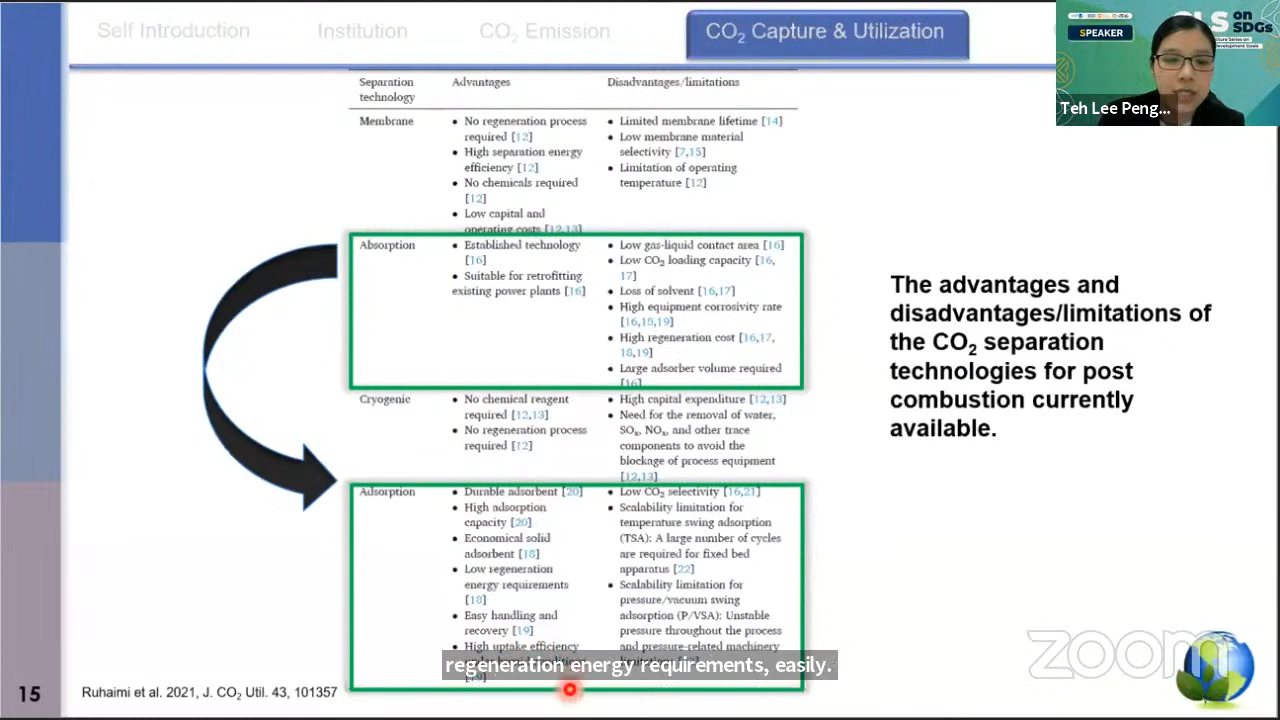 Self Introduction
Institution
CO₂ Emission
CO₂ Capture & Utilization
SPEAKER
on
SDGs
Teh Lee Peng...
Separation technology
Advantages
Disadvantages/limitations
Membrane
• No regeneration process
required [12]
• High separation energy
efficiency [12]
• No chemicals required
[12]
• Low capital and
operating costs [12,13]
• Limited membrane lifetime [14]
• Low membrane material
selectivity [7,15]
• Limitation of operating
temperature [12]
Absorption
• Established technology
[16]
• Suitable for retrofitting
existing power plants [16]
• Low gas-liquid contact area [16]
• Low CO₂ loading capacity [16,
17]
• Loss of solvent [16,17]
• High equipment corrosivity rate
[16,18,19]
• High regeneration cost [16,17,
18,19]
• Large adsorber volume required
[16]
Cryogenic
• No chemical reagent
required [12,13]
• No regeneration process
required [12]
• High capital expenditure [12,13]
• Need for the removal of water,
SOₓ, NOₓ, and other trace
components to avoid the
blockage of process equipment
[12,13]
Adsorption
• Durable adsorbent [20]
• High adsorption
capacity [20]
• Economical solid
adsorbent [18]
• Low regeneration
energy requirements
[18]
• Easy handling and
recovery [19]
• High uptake efficiency
[19]
• Low CO₂ selectivity [16,21]
• Scalability limitation for
temperature swing adsorption
(TSA): A large number of cycles
are required for fixed bed
apparatus [22]
• Scalability limitation for
pressure/vacuum swing
adsorption (P/VSA): Unstable
pressure throughout the process
and pressure-related machinery
The advantages and
disadvantages/limitations of
the CO₂ separation
technologies for post
combustion currently
available.
regeneration energy requirements, easily.
zoom
15
Ruhaimi et al. 2021, J. CO₂ Util. 43, 101357